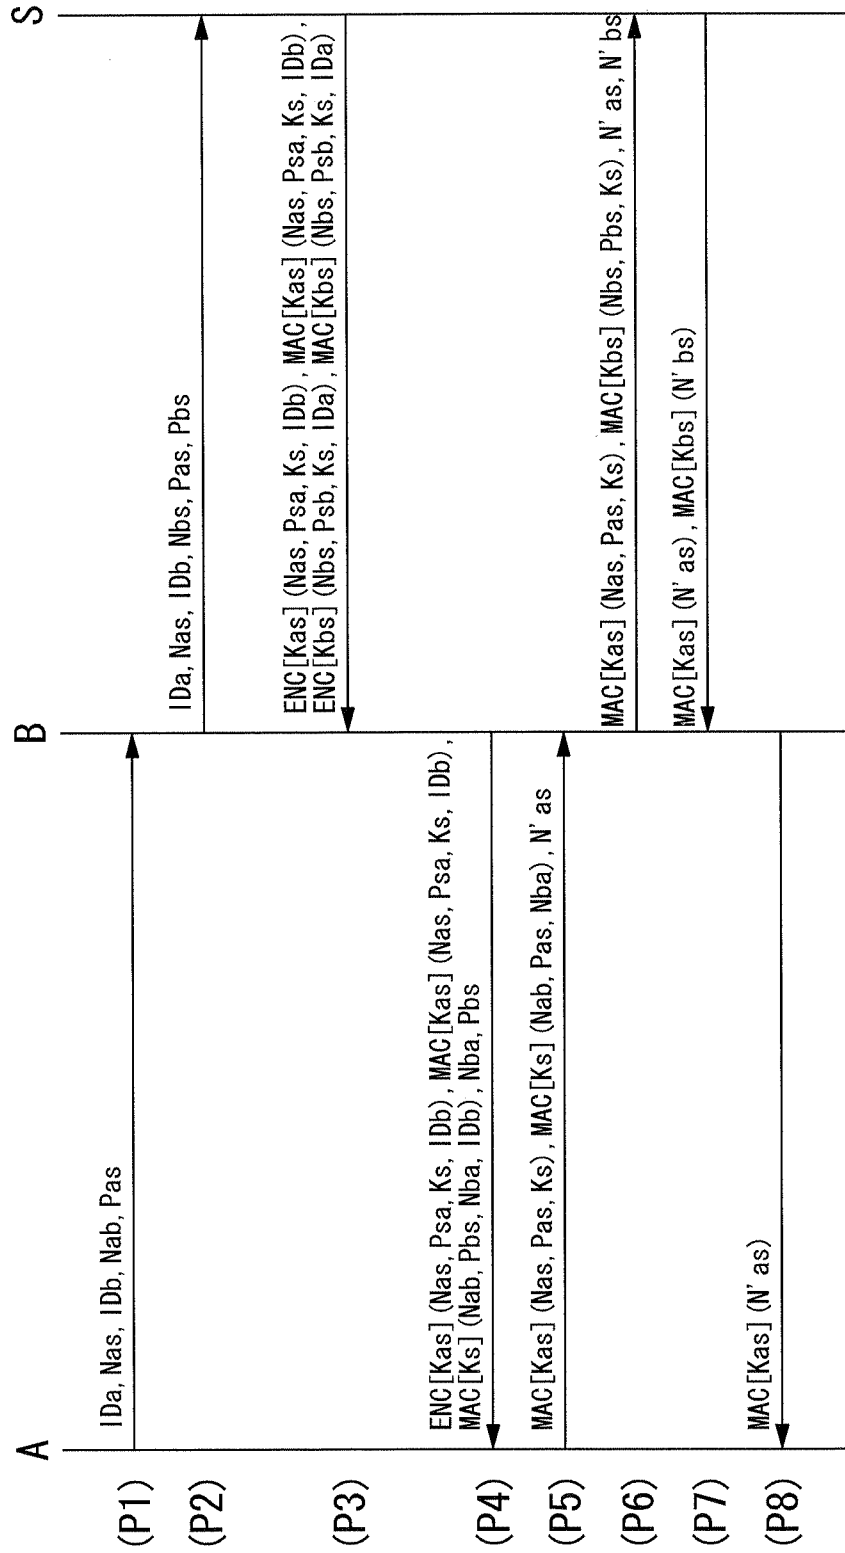 A
B
S
(P1)
IDa, Nas, IDb, Nab, Pas
(P2)
IDa, Nas, IDb, Nbs, Pas, Pbs
(P3)
ENC[Kas] (Nas, Psa, Ks, IDb), MAC[Kas] (Nas, Psa, Ks, IDb),
ENC[Kbs] (Nbs, Psb, Ks, IDa), MAC[Kbs] (Nbs, Psb, Ks, IDa)
(P4)
ENC[Kas] (Nas, Psa, Ks, IDb), MAC[Kas] (Nas, Psa, Ks, IDb),
MAC[Ks] (Nab, Pbs, Nba, IDb), Nba, Pbs
(P5)
MAC[Kas] (Nas, Pas, Ks), MAC[Ks] (Nab, Pas, Nba), N' as
(P6)
MAC[Kas] (Nas, Pas, Ks), MAC[Kbs] (Nbs, Pbs, Ks), N' as, N' bs
(P7)
MAC[Kas] (N' as), MAC[Kbs] (N' bs)
(P8)
MAC[Kas] (N' as)